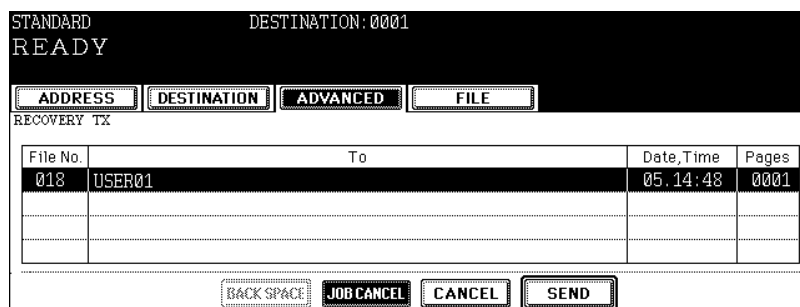 STANDARD DESTINATION:0001
READY
ADDRESS DESTINATION ADVANCED FILE
RECOVERY TX
File No. To Date,Time Pages
018 USER01 05.14:48 0001
BACK SPACE JOB CANCEL CANCEL SEND